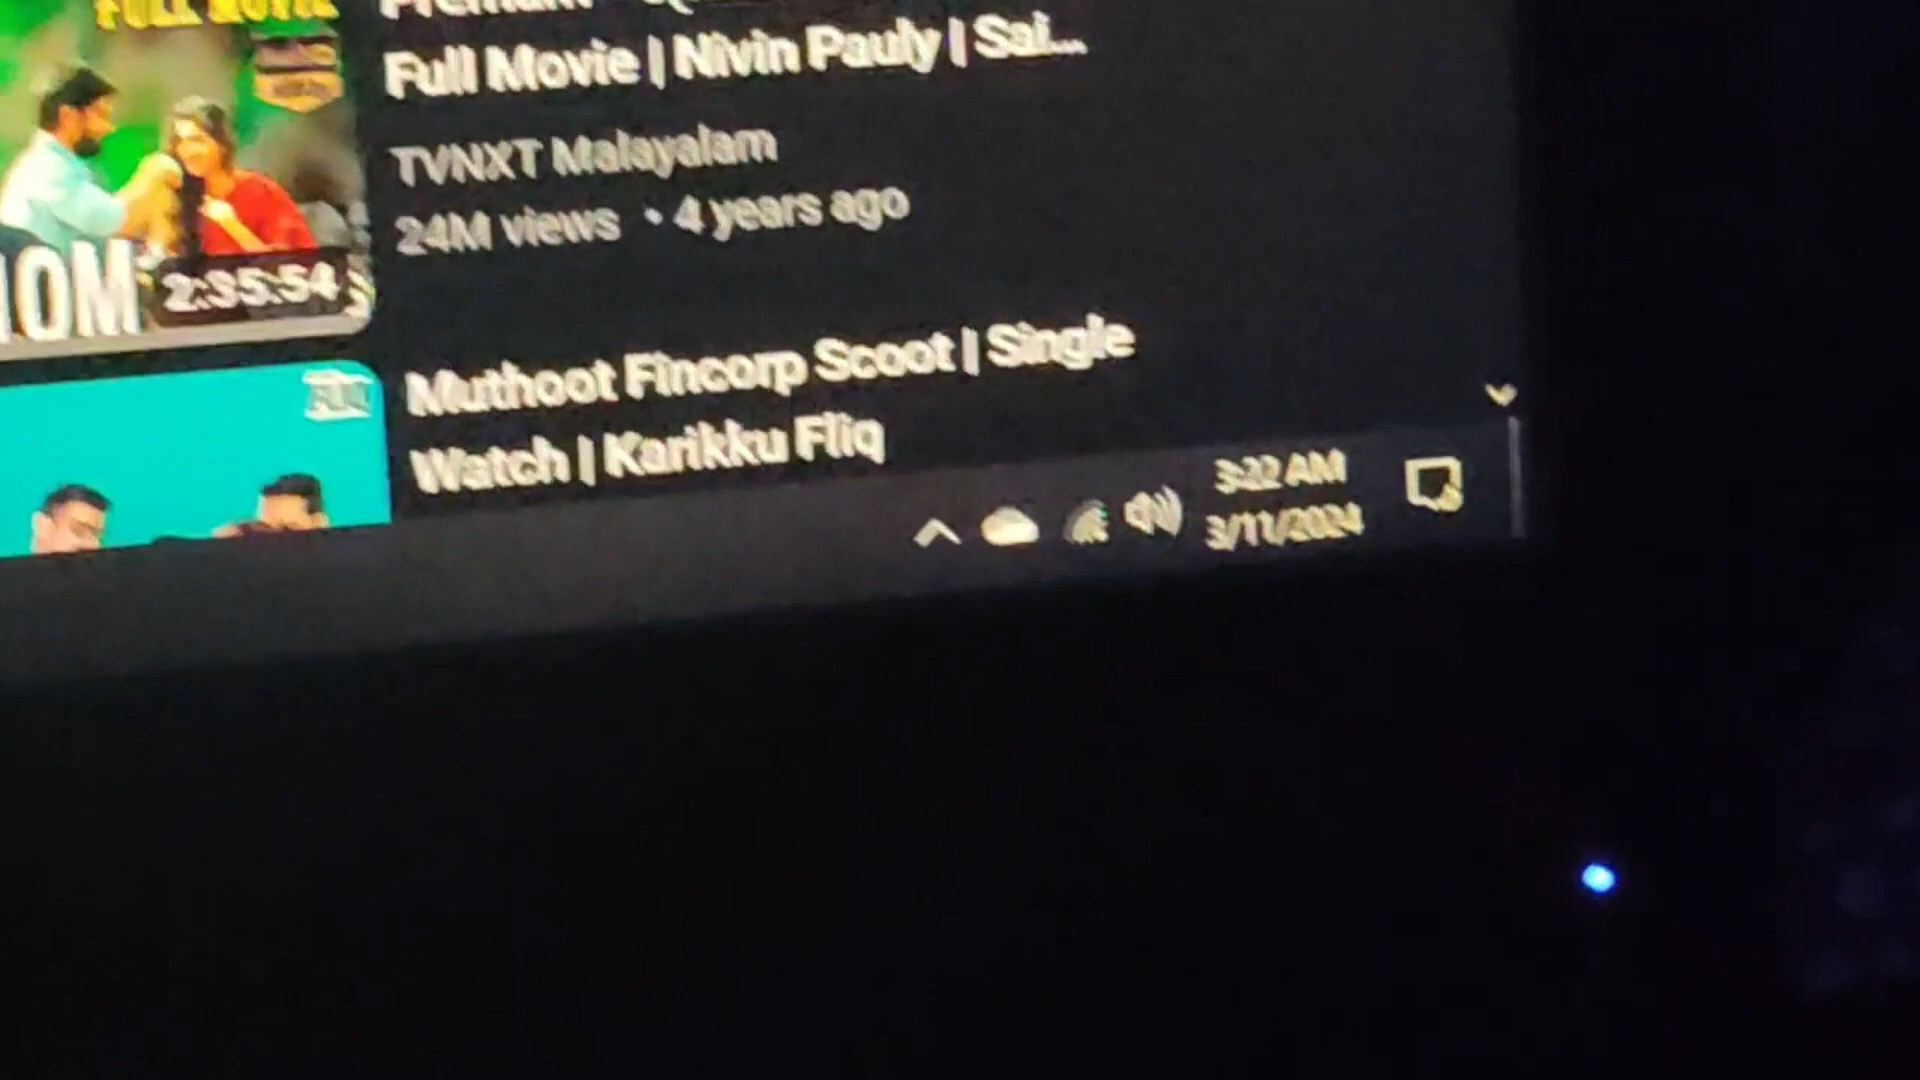 FULL MOVIE
Full Movie | Nivin Pauly | Sai...
TVNXT Malayalam
24M views • 4 years ago
2:35:54
Muthoot Fincorp Scoot | Single
Watch | Karikku Fliq
3:22 AM
3/11/2024